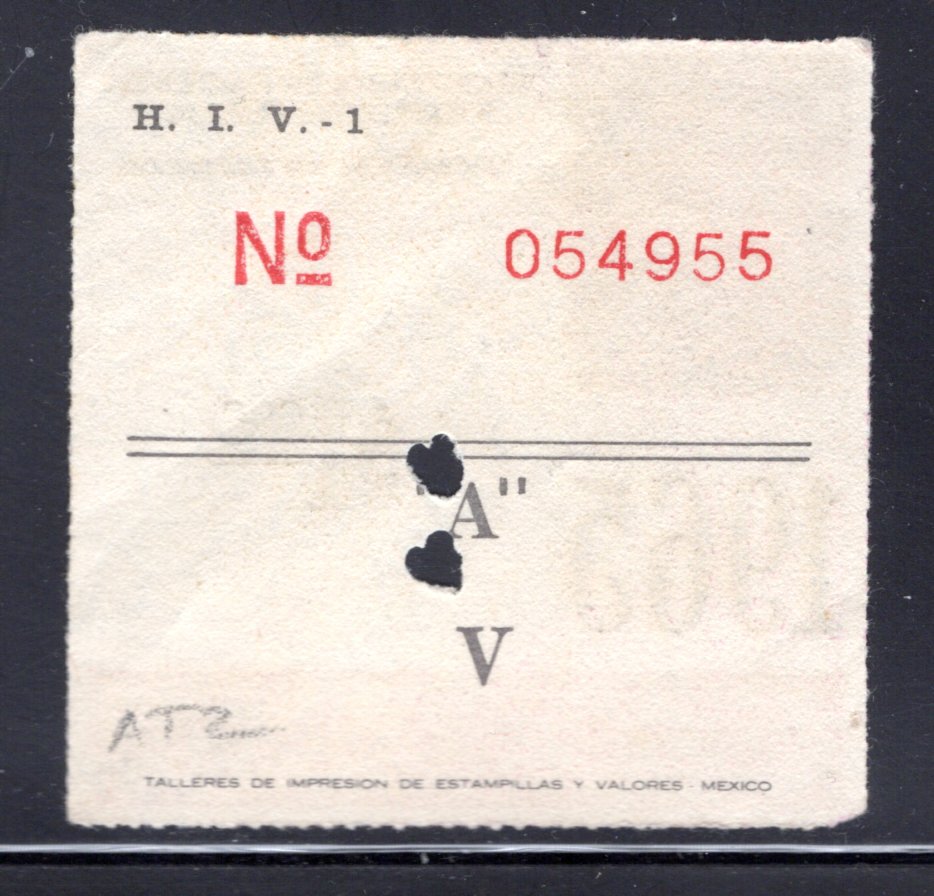 H. I. V. - 1
Nº 054955
"A"
V
TALLERES DE IMPRESION DE ESTAMPILLAS Y VALORES - MEXICO